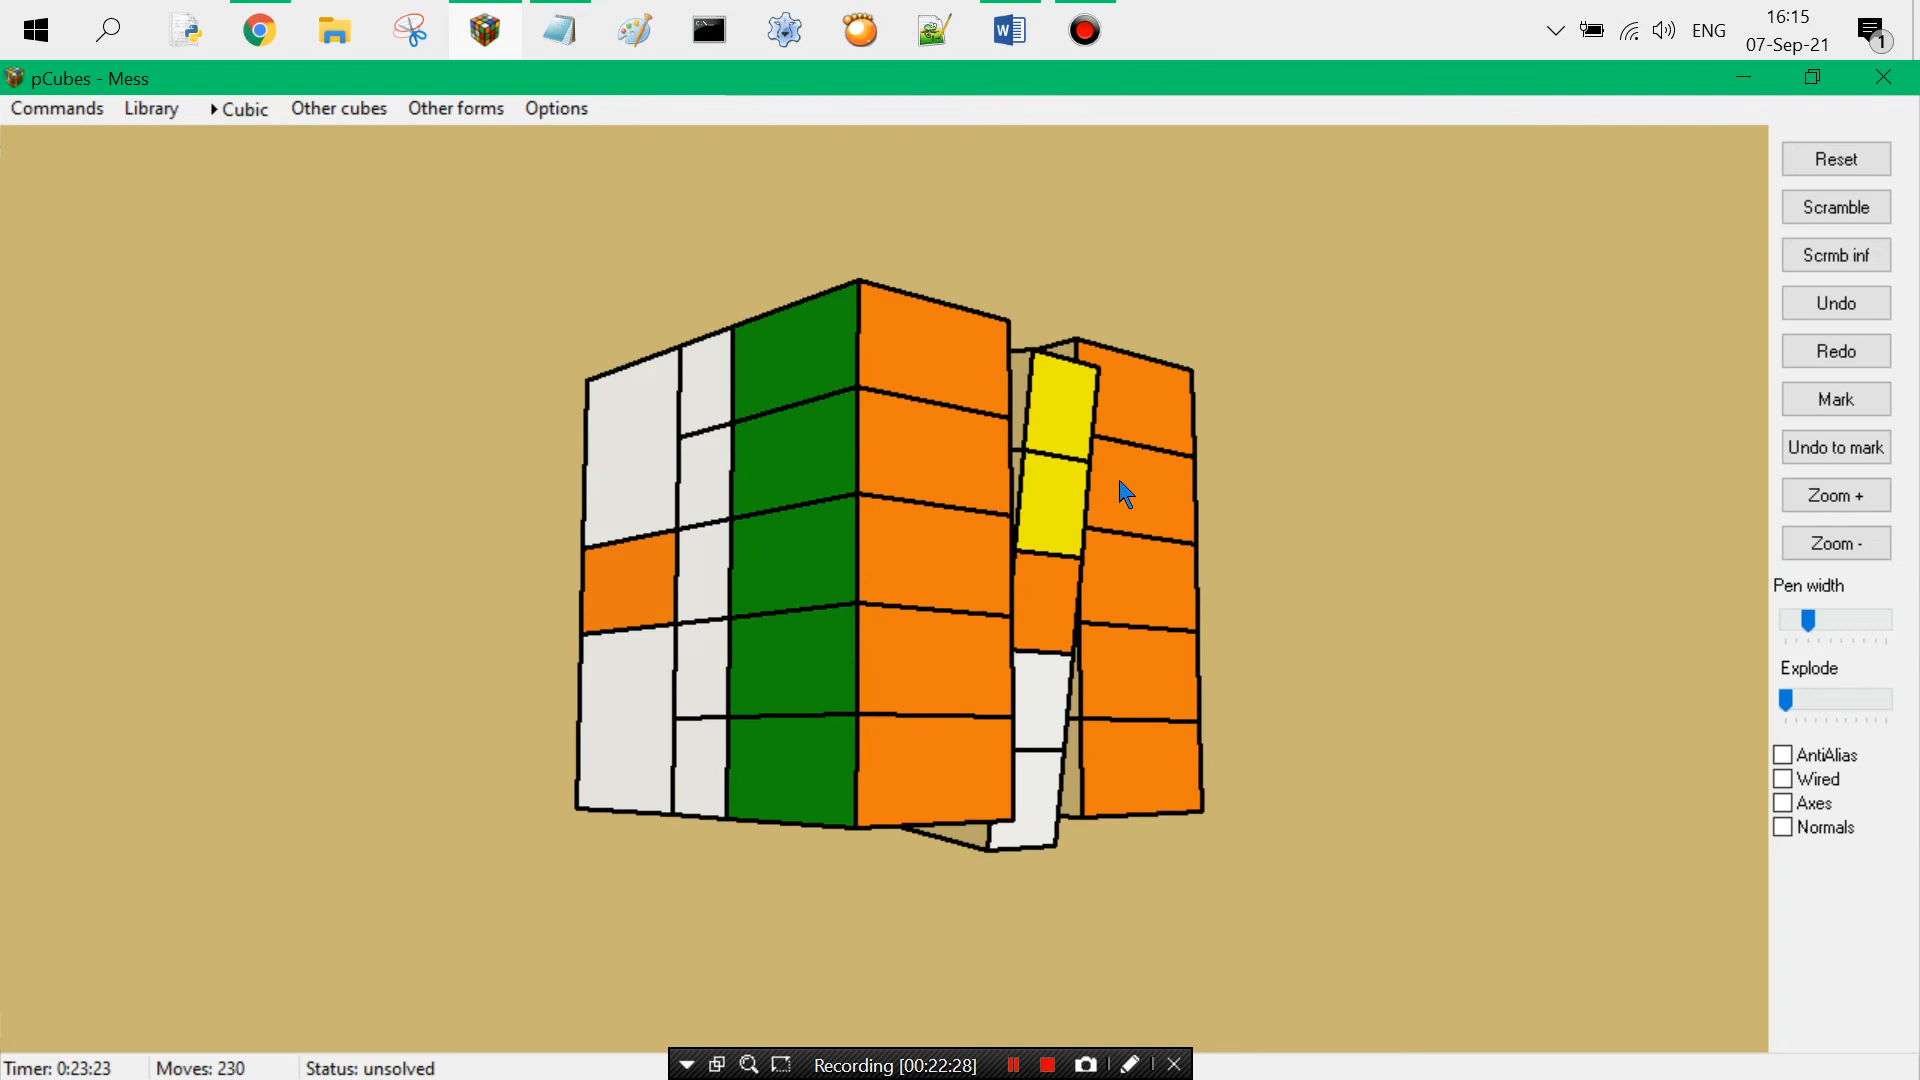 ENG
16:15
07-Sep-21
1
pCubes - Mess
Commands Library Cubic Other cubes Other forms Options
Reset
Scramble
Scrmb inf
Undo
Redo
Mark
Undo to mark
Zoom +
Zoom -
Pen width
Explode
AntiAlias
Wired
Axes
Normals
Timer: 0:23:23 Moves: 230 Status: unsolved
Recording [00:22:28]